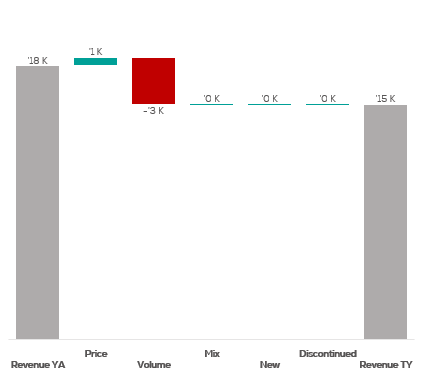 '1 K
'18 K
-'3 K
'0 K
'0 K
'0 K
'15 K
Price
Mix
Discontinued
Revenue YA
Volume
New
Revenue TY